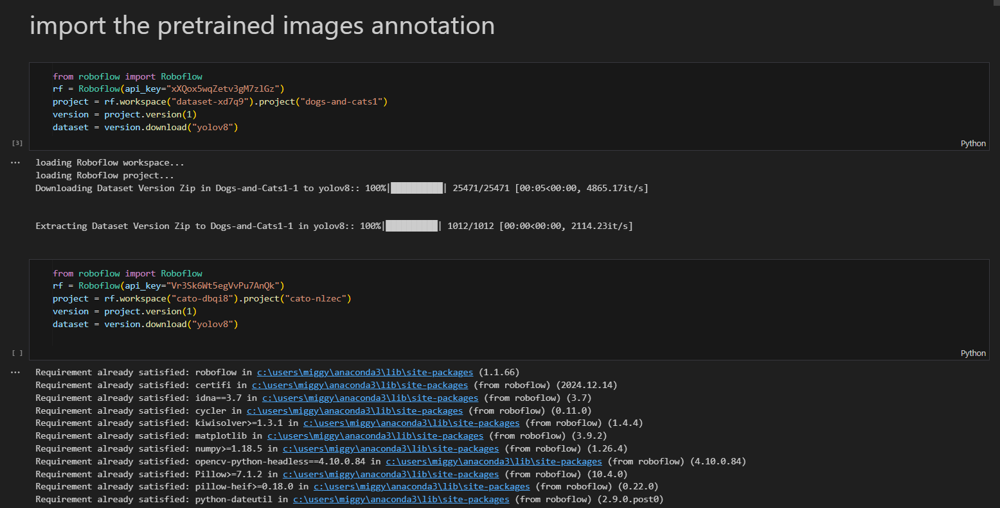 import the pretrained images annotation
from roboflow import Roboflow
rf = Roboflow(api_key="xXQox5wqZetv3gM7zlGz")
project = rf.workspace("dataset-xd7q9").project("dogs-and-cats1")
version = project.version(1)
dataset = version.download("yolov8")
[3]
Python
... loading Roboflow workspace...
loading Roboflow project...
Downloading Dataset Version Zip in Dogs-and-Cats1-1 to yolov8:: 100%|██████████| 25471/25471 [00:05<00:00, 4865.17it/s]
Extracting Dataset Version Zip to Dogs-and-Cats1-1 in yolov8:: 100%|██████████| 1012/1012 [00:00<00:00, 2114.23it/s]
from roboflow import Roboflow
rf = Roboflow(api_key="Vr3Sk6Wt5egVvPu7AnQk")
project = rf.workspace("cato-dbqi8").project("cato-nlzec")
version = project.version(1)
dataset = version.download("yolov8")
[ ]
Python
... Requirement already satisfied: roboflow in c:\users\miggy\anaconda3\lib\site-packages (1.1.66)
Requirement already satisfied: certifi in c:\users\miggy\anaconda3\lib\site-packages (from roboflow) (2024.12.14)
Requirement already satisfied: idna==3.7 in c:\users\miggy\anaconda3\lib\site-packages (from roboflow) (3.7)
Requirement already satisfied: cycler in c:\users\miggy\anaconda3\lib\site-packages (from roboflow) (0.11.0)
Requirement already satisfied: kiwisolver>=1.3.1 in c:\users\miggy\anaconda3\lib\site-packages (from roboflow) (1.4.4)
Requirement already satisfied: matplotlib in c:\users\miggy\anaconda3\lib\site-packages (from roboflow) (3.9.2)
Requirement already satisfied: numpy>=1.18.5 in c:\users\miggy\anaconda3\lib\site-packages (from roboflow) (1.26.4)
Requirement already satisfied: opencv-python-headless==4.10.0.84 in c:\users\miggy\anaconda3\lib\site-packages (from roboflow) (4.10.0.84)
Requirement already satisfied: Pillow>=7.1.2 in c:\users\miggy\anaconda3\lib\site-packages (from roboflow) (10.4.0)
Requirement already satisfied: pillow-heif>=0.18.0 in c:\users\miggy\anaconda3\lib\site-packages (from roboflow) (0.22.0)
Requirement already satisfied: python-dateutil in c:\users\miggy\anaconda3\lib\site-packages (from roboflow) (2.9.0.post0)